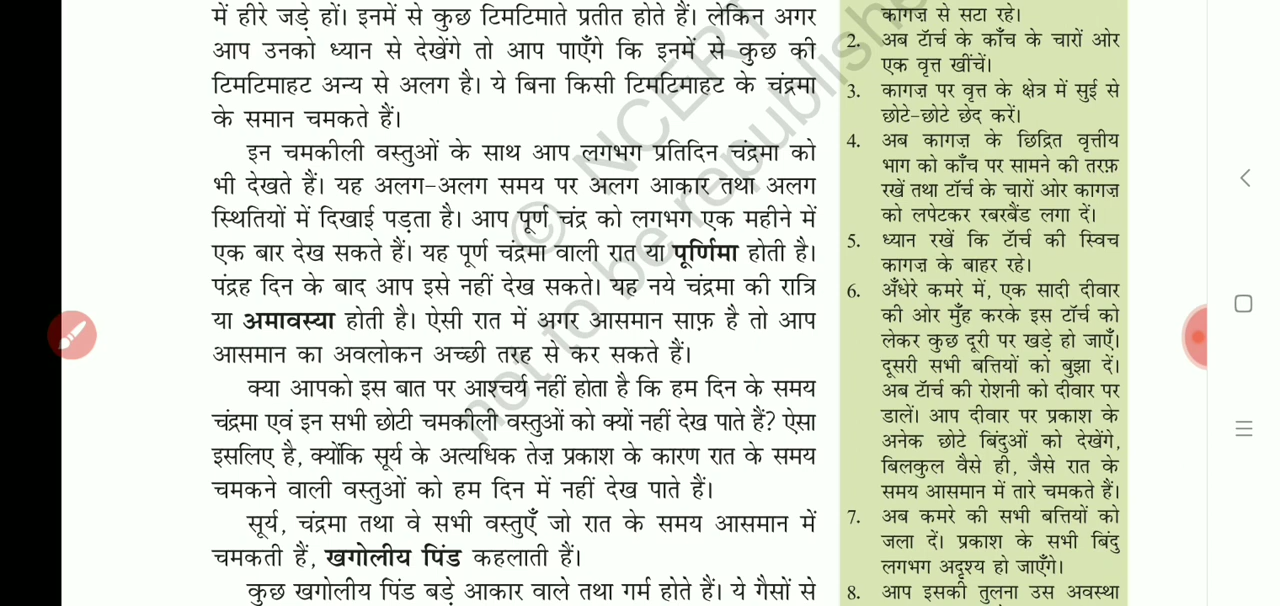 में हीरे जड़े हों। इनमें से कुछ टिमटिमाते प्रतीत होते हैं। लेकिन अगर
आप उनको ध्यान से देखेंगे तो आप पाएँगे कि इनमें से कुछ की
टिमटिमाहट अन्य से अलग है। ये बिना किसी टिमटिमाहट के चंद्रमा
के समान चमकते हैं।
इन चमकीली वस्तुओं के साथ आप लगभग प्रतिदिन चंद्रमा को
भी देखते हैं। यह अलग-अलग समय पर अलग आकार तथा अलग
स्थितियों में दिखाई पड़ता है। आप पूर्ण चंद्र को लगभग एक महीने में
एक बार देख सकते हैं। यह पूर्ण चंद्रमा वाली रात या पूर्णिमा होती है।
पंद्रह दिन के बाद आप इसे नहीं देख सकते। यह नये चंद्रमा की रात्रि
या अमावस्या होती है। ऐसी रात में अगर आसमान साफ़ है तो आप
आसमान का अवलोकन अच्छी तरह से कर सकते हैं।
क्या आपको इस बात पर आश्चर्य नहीं होता है कि हम दिन के समय
चंद्रमा एवं इन सभी छोटी चमकीली वस्तुओं को क्यों नहीं देख पाते हैं? ऐसा
इसलिए है, क्योंकि सूर्य के अत्यधिक तेज़ प्रकाश के कारण रात के समय
चमकने वाली वस्तुओं को हम दिन में नहीं देख पाते हैं।
सूर्य, चंद्रमा तथा वे सभी वस्तुएँ जो रात के समय आसमान में
चमकती हैं, खगोलीय पिंड कहलाती हैं।
कुछ खगोलीय पिंड बड़े आकार वाले तथा गर्म होते हैं। ये गैसों से
कागज़ से सटा रहे।
2. अब टॉर्च के काँच के चारों ओर
एक वृत्त खींचें।
3. कागज़ पर वृत्त के क्षेत्र में सुई से
छोटे-छोटे छेद करें।
4. अब कागज़ के छिद्रित वृत्तीय
भाग को काँच पर सामने की तरफ़
रखें तथा टॉर्च के चारों ओर कागज़
को लपेटकर रबरबैंड लगा दें।
5. ध्यान रखें कि टॉर्च की स्विच
कागज़ के बाहर रहे।
6. अँधेरे कमरे में, एक सादी दीवार
की ओर मुँह करके इस टॉर्च को
लेकर कुछ दूरी पर खड़े हो जाएँ।
दूसरी सभी बत्तियों को बुझा दें।
अब टॉर्च की रोशनी को दीवार पर
डालें। आप दीवार पर प्रकाश के
अनेक छोटे बिंदुओं को देखेंगे,
बिलकुल वैसे ही, जैसे रात के
समय आसमान में तारे चमकते हैं।
7. अब कमरे की सभी बत्तियों को
जला दें। प्रकाश के सभी बिंदु
लगभग अदृश्य हो जाएँगे।
8. आप इसकी तुलना उस अवस्था
© NCERT
not to be republishe